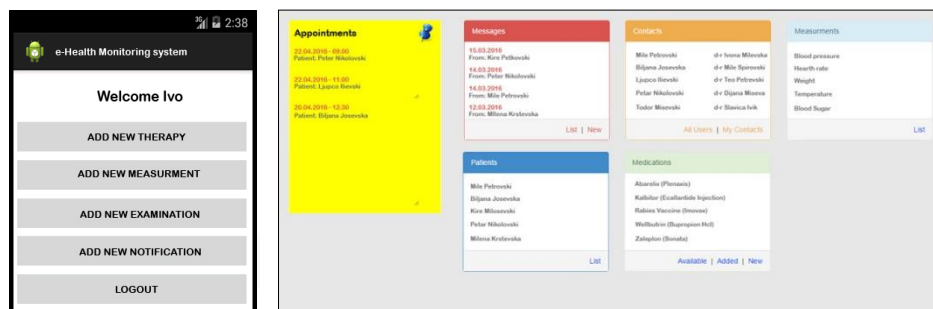 3G 2:38
e-Health Monitoring system
Welcome Ivo
ADD NEW THERAPY
ADD NEW MEASURMENT
ADD NEW EXAMINATION
ADD NEW NOTIFICATION
LOGOUT
Appointments
22.04.2016 - 09:00
Patient: Peter Nikolovski
22.04.2016 - 11:00
Patient: Ljupco Ilievski
26.04.2016 - 12:30
Patient: Biljana Josevska
Messages
15.03.2016
From: Kire Petkovski
14.03.2016
From: Peter Nikolovski
14.03.2016
From: Mile Petrovski
12.03.2016
From: Milena Krstevska
List | New
Contacts
Mile Petrovski d-r Ivona Milevska
Biljana Josevska d-r Mile Spirovski
Ljupco Ilievski d-r Tea Petrevski
Petar Nikolovski d-r Dijana Miseva
Todor Misevski d-r Slavica Ivik
All Users | My Contacts
Measurments
Blood pressure
Hearth rate
Weight
Temperature
Blood Sugar
List
Patients
Mile Petrovski
Biljana Josevska
Kire Milosevski
Petar Nikolovski
Milena Krstevska
List
Medications
Abarelix (Plenaxis)
Kalbitor (Ecallantide Injection)
Rabies Vaccine (Imovax)
Wellbutrin (Bupropion Hcl)
Zaleplon (Sonata)
Available | Added | New